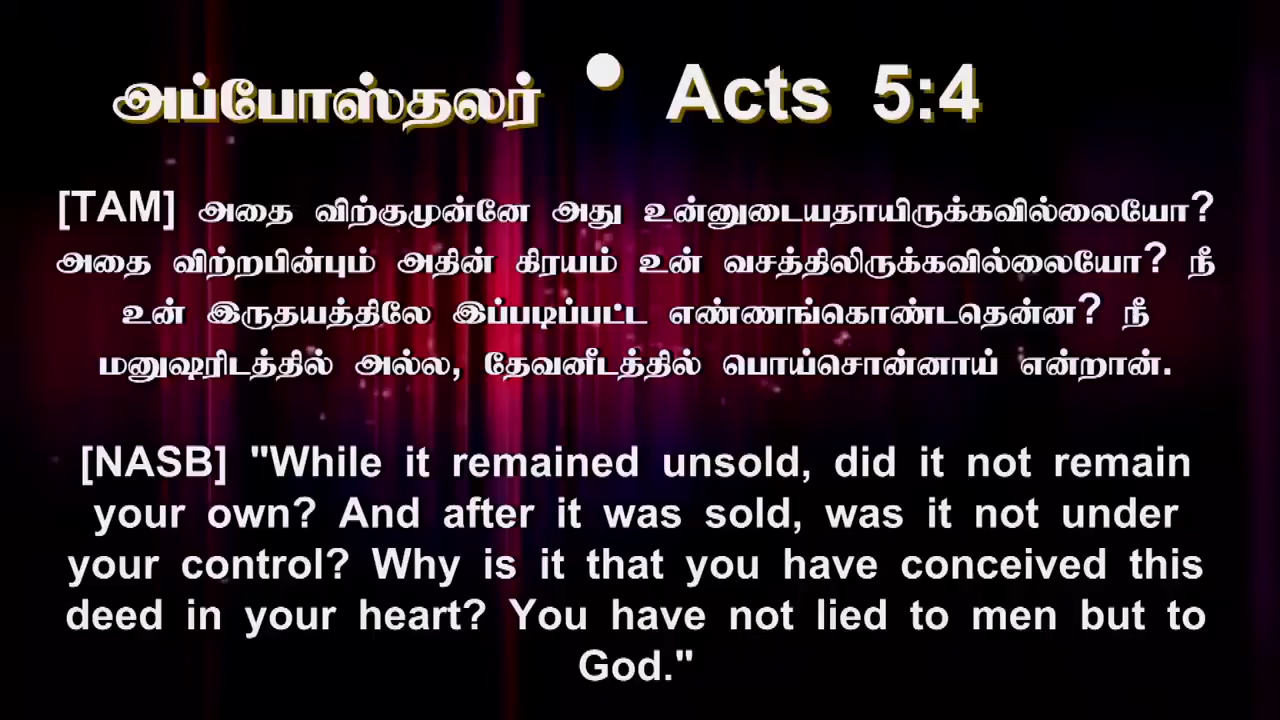 அப்போஸ்தலர் • Acts 5:4
[TAM] அதை விற்குமுன்னே அது உன்னுடையதாயிருக்கவில்லையோ?
அதை விற்றபின்பும் அதின் கிரயம் உன் வசத்திலிருக்கவில்லையோ? நீ
உன் இருதயத்திலே இப்படிப்பட்ட எண்ணங்கொண்டதென்ன? நீ
மனுஷரிடத்தில் அல்ல, தேவனீடத்தில் பொய்சொன்னாய் என்றான்.
[NASB] "While it remained unsold, did it not remain
your own? And after it was sold, was it not under
your control? Why is it that you have conceived this
deed in your heart? You have not lied to men but to
God."